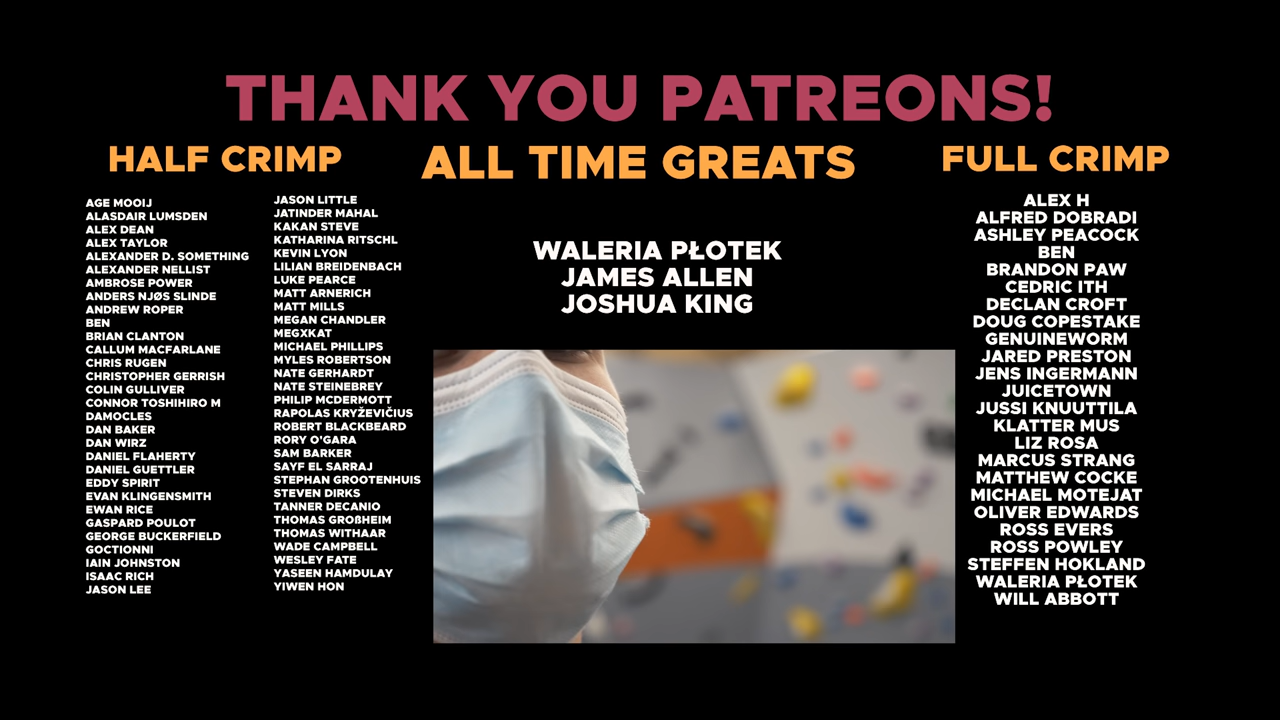 THANK YOU PATREONS!
HALF CRIMP
AGE MOOIJ
ALASDAIR LUMSDEN
ALEX DEAN
ALEX TAYLOR
ALEXANDER D. SOMETHING
ALEXANDER NELLIST
AMBROSE POWER
ANDERS NJØS SLINDE
ANDREW ROPER
BEN
BRIAN CLANTON
CALLUM MACFARLANE
CHRIS RUGEN
CHRISTOPHER GERRISH
COLIN GULLIVER
CONNOR TOSHIHIRO M
DAMOCLES
DAN BAKER
DAN WIRZ
DANIEL FLAHERTY
DANIEL GUETTLER
EDDY SPIRIT
EVAN KLINGENSMITH
EWAN RICE
GASPARD POULOT
GEORGE BUCKERFIELD
GOCTIONNI
IAIN JOHNSTON
ISAAC RICH
JASON LEE
JASON LITTLE
JATINDER MAHAL
KAKAN STEVE
KATHARINA RITSCHL
KEVIN LYON
LILIAN BREIDENBACH
LUKE PEARCE
MATT ARNERICH
MATT MILLS
MEGAN CHANDLER
MEGXKAT
MICHAEL PHILLIPS
MYLES ROBERTSON
NATE GERHARDT
NATE STEINEBREY
PHILIP MCDERMOTT
RAPOLAS KRYŽEVIČIUS
ROBERT BLACKBEARD
RORY O'GARA
SAM BARKER
SAYF EL SARRAJ
STEPHAN GROOTENHUIS
STEVEN DIRKS
TANNER DECANIO
THOMAS GROßHEIM
THOMAS WITHAAR
WADE CAMPBELL
WESLEY FATE
YASEEN HAMDULAY
YIWEN HON
ALL TIME GREATS
WALERIA PŁOTEK
JAMES ALLEN
JOSHUA KING
FULL CRIMP
ALEX H
ALFRED DOBRADI
ASHLEY PEACOCK
BEN
BRANDON PAW
CEDRIC ITH
DECLAN CROFT
DOUG COPESTAKE
GENUINEWORM
JARED PRESTON
JENS INGERMANN
JUICETOWN
JUSSI KNUUTTILA
KLATTER MUS
LIZ ROSA
MARCUS STRANG
MATTHEW COCKE
MICHAEL MOTEJAT
OLIVER EDWARDS
ROSS EVERS
ROSS POWLEY
STEFFEN HOKLAND
WALERIA PŁOTEK
WILL ABBOTT